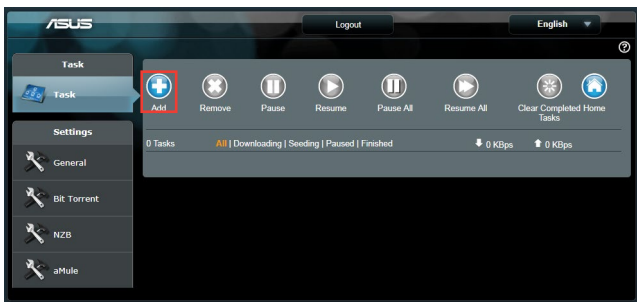 ASUS
Logout
English
?
Task
Task
Add Remove Pause Resume Pause All Resume All Clear Completed Home
Tasks
Settings
0 Tasks All | Downloading | Seeding | Paused | Finished 0 KBps 0 KBps
General
Bit Torrent
NZB
aMule